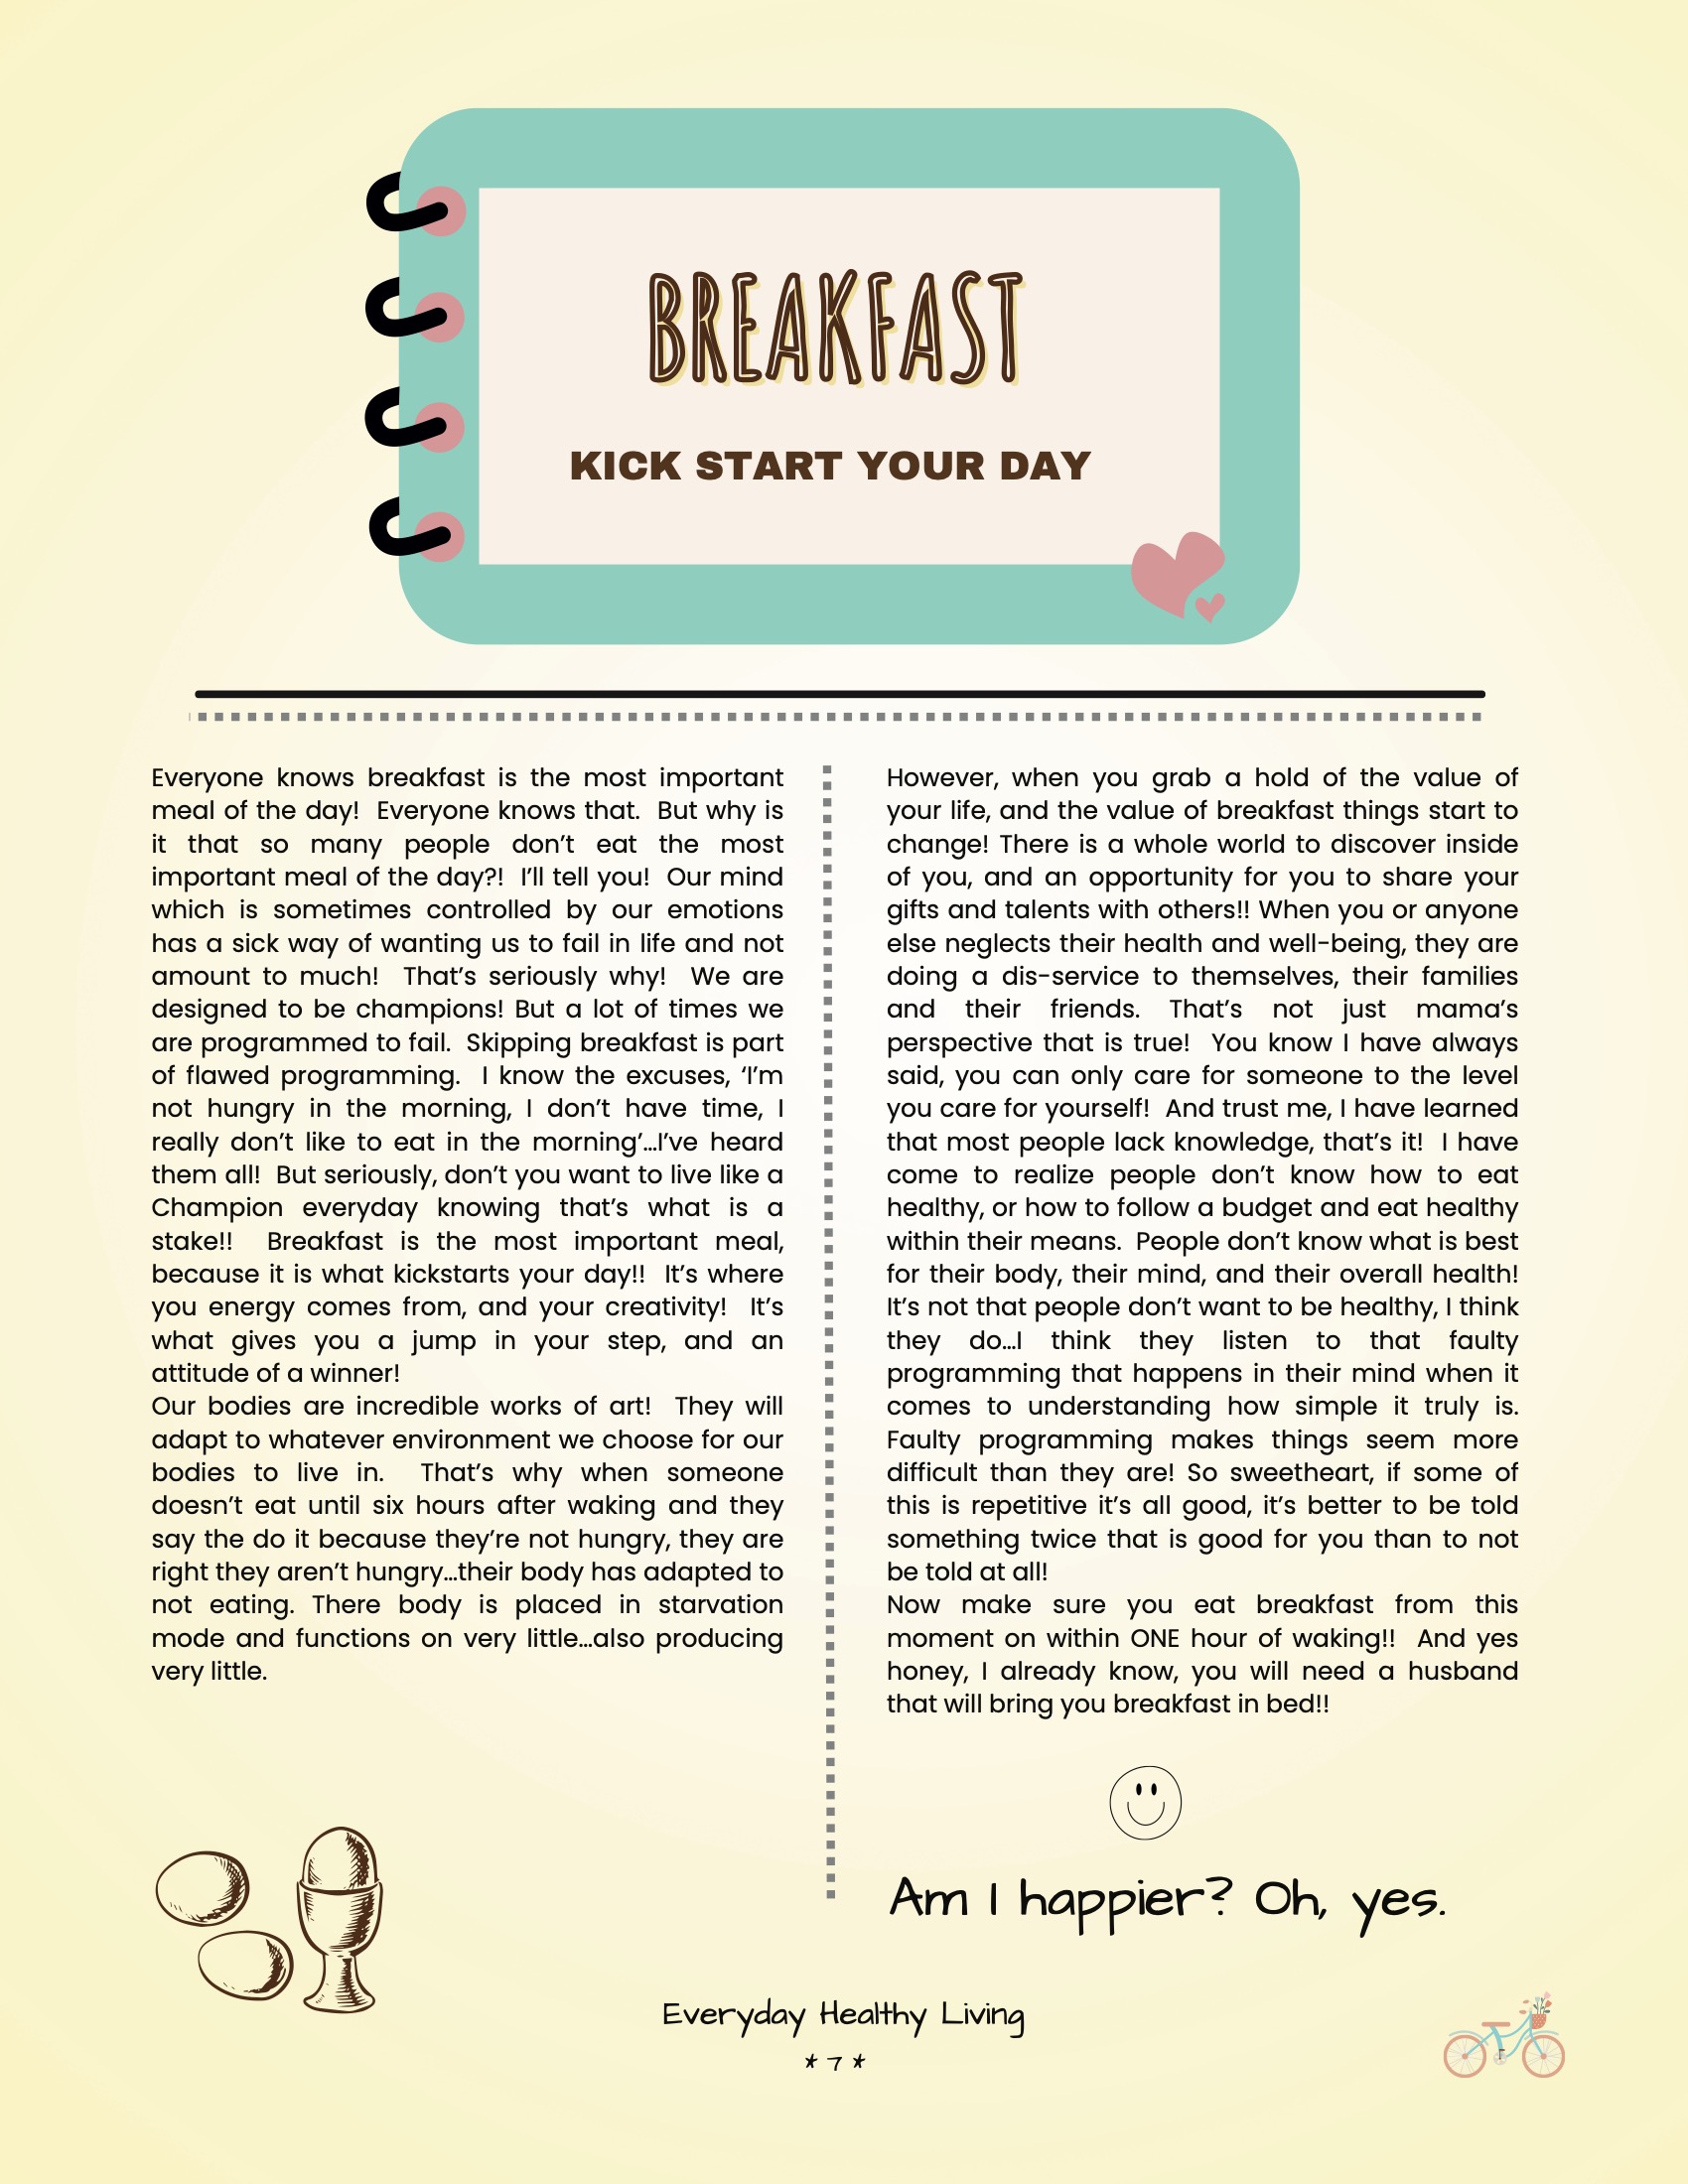 BREAKFAST
KICK START YOUR DAY
Everyone knows breakfast is the most important
meal of the day!  Everyone knows that.  But why is
it that so many people don’t eat the most
important meal of the day?!  I’ll tell you!  Our mind
which is sometimes controlled by our emotions
has a sick way of wanting us to fail in life and not
amount to much!  That’s seriously why!  We are
designed to be champions! But a lot of times we
are programmed to fail.  Skipping breakfast is part
of flawed programming.  I know the excuses, ‘I’m
not hungry in the morning, I don’t have time, I
really don’t like to eat in the morning’…I’ve heard
them all!  But seriously, don’t you want to live like a
Champion everyday knowing that’s what is a
stake!!  Breakfast is the most important meal,
because it is what kickstarts your day!!  It’s where
you energy comes from, and your creativity!  It’s
what gives you a jump in your step, and an
attitude of a winner!
Our bodies are incredible works of art!  They will
adapt to whatever environment we choose for our
bodies to live in.  That’s why when someone
doesn’t eat until six hours after waking and they
say the do it because they’re not hungry, they are
right they aren’t hungry…their body has adapted to
not eating. There body is placed in starvation
mode and functions on very little…also producing
very little.
However, when you grab a hold of the value of
your life, and the value of breakfast things start to
change! There is a whole world to discover inside
of you, and an opportunity for you to share your
gifts and talents with others!! When you or anyone
else neglects their health and well-being, they are
doing a dis-service to themselves, their families
and their friends. That’s not just mama’s
perspective that is true!  You know I have always
said, you can only care for someone to the level
you care for yourself!  And trust me, I have learned
that most people lack knowledge, that’s it!  I have
come to realize people don’t know how to eat
healthy, or how to follow a budget and eat healthy
within their means.  People don’t know what is best
for their body, their mind, and their overall health!
It’s not that people don’t want to be healthy, I think
they do…I think they listen to that faulty
programming that happens in their mind when it
comes to understanding how simple it truly is.
Faulty programming makes things seem more
difficult than they are! So sweetheart, if some of
this is repetitive it’s all good, it’s better to be told
something twice that is good for you than to not
be told at all!
Now make sure you eat breakfast from this
moment on within ONE hour of waking!!  And yes
honey, I already know, you will need a husband
that will bring you breakfast in bed!!
Am I happier? Oh, yes.
Everyday Healthy Living
* 7 *